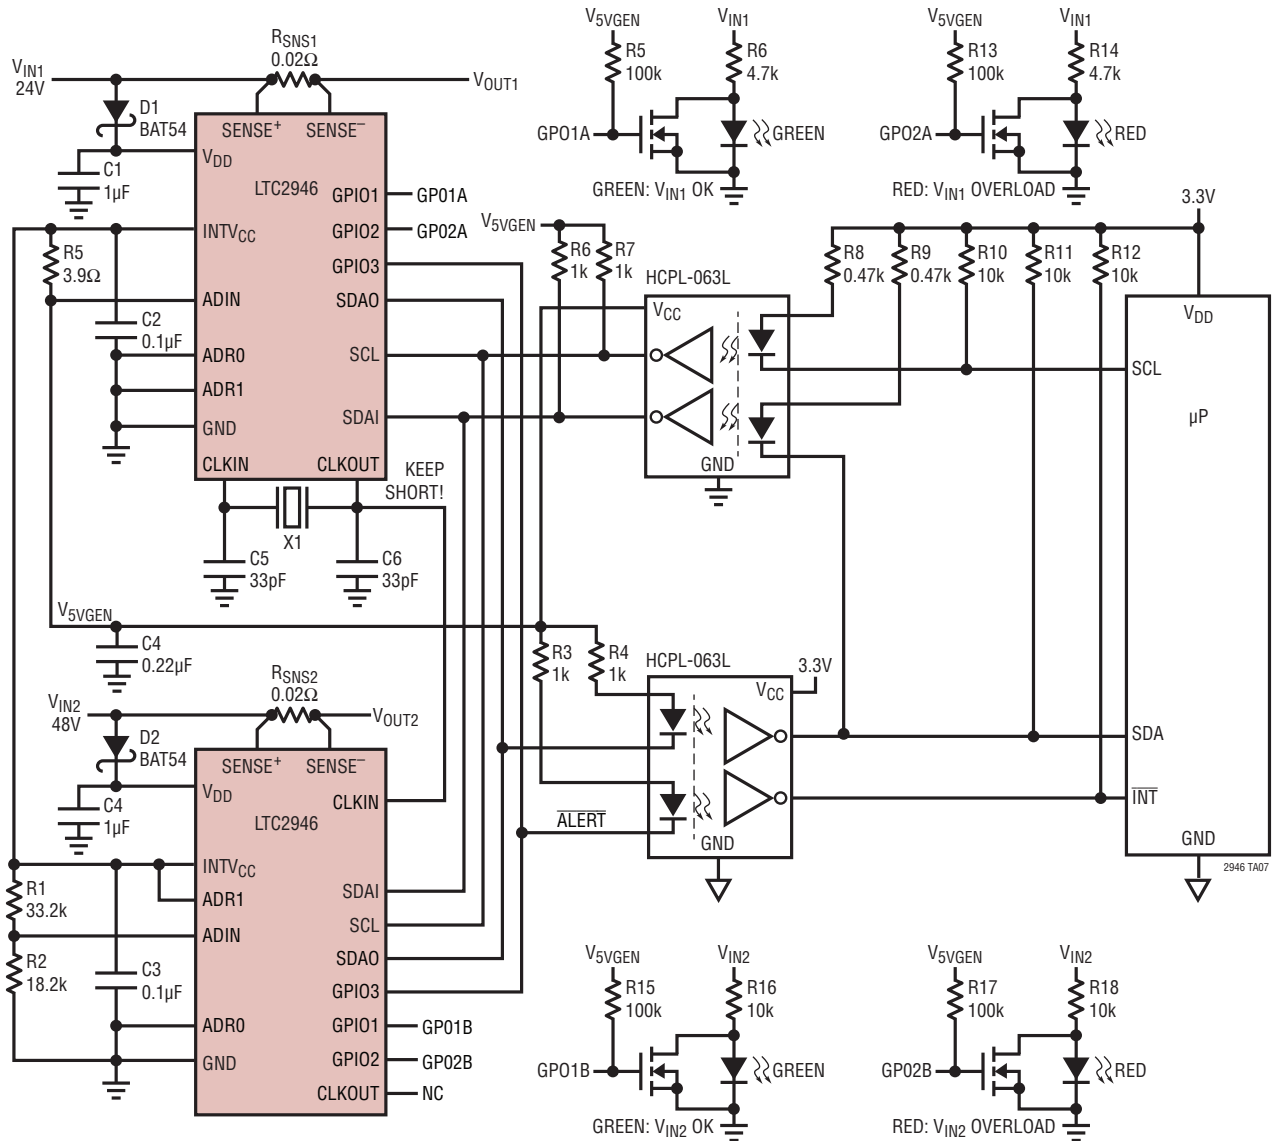 VIN1
24V
RSNS1
0.02Ω
VOUT1
D1
BAT54
C1
1µF
SENSE+
SENSE–
VDD
LTC2946
GPIO1
GP01A
INTVCC
GPIO2
GP02A
GPIO3
R5
3.9Ω
ADIN
SDAO
C2
0.1µF
ADR0
SCL
ADR1
SDAI
GND
CLKIN
CLKOUT
KEEP
SHORT!
X1
C5
33pF
C6
33pF
V5VGEN
R5
100k
VIN1
R6
4.7k
GPO1A
GREEN
GREEN: VIN1 OK
V5VGEN
R13
100k
VIN1
R14
4.7k
GPO2A
RED
RED: VIN1 OVERLOAD
V5VGEN
R6
1k
R7
1k
HCPL-063L
VCC
GND
3.3V
R8
0.47k
R9
0.47k
R10
10k
R11
10k
R12
10k
VDD
SCL
µP
SDA
INT
GND
2946 TA07
V5VGEN
C4
0.22µF
R3
1k
R4
1k
HCPL-063L
3.3V
VCC
ALERT
GND
VIN2
48V
RSNS2
0.02Ω
VOUT2
D2
BAT54
C4
1µF
SENSE+
SENSE–
VDD
CLKIN
LTC2946
INTVCC
R1
33.2k
ADR1
SDAI
SCL
ADIN
R2
18.2k
C3
0.1µF
SDAO
GPIO3
ADR0
GPIO1
GP01B
GND
GPIO2
GP02B
CLKOUT
NC
V5VGEN
R15
100k
VIN2
R16
10k
GPO1B
GREEN
GREEN: VIN2 OK
V5VGEN
R17
100k
VIN2
R18
10k
GP02B
RED
RED: VIN2 OVERLOAD